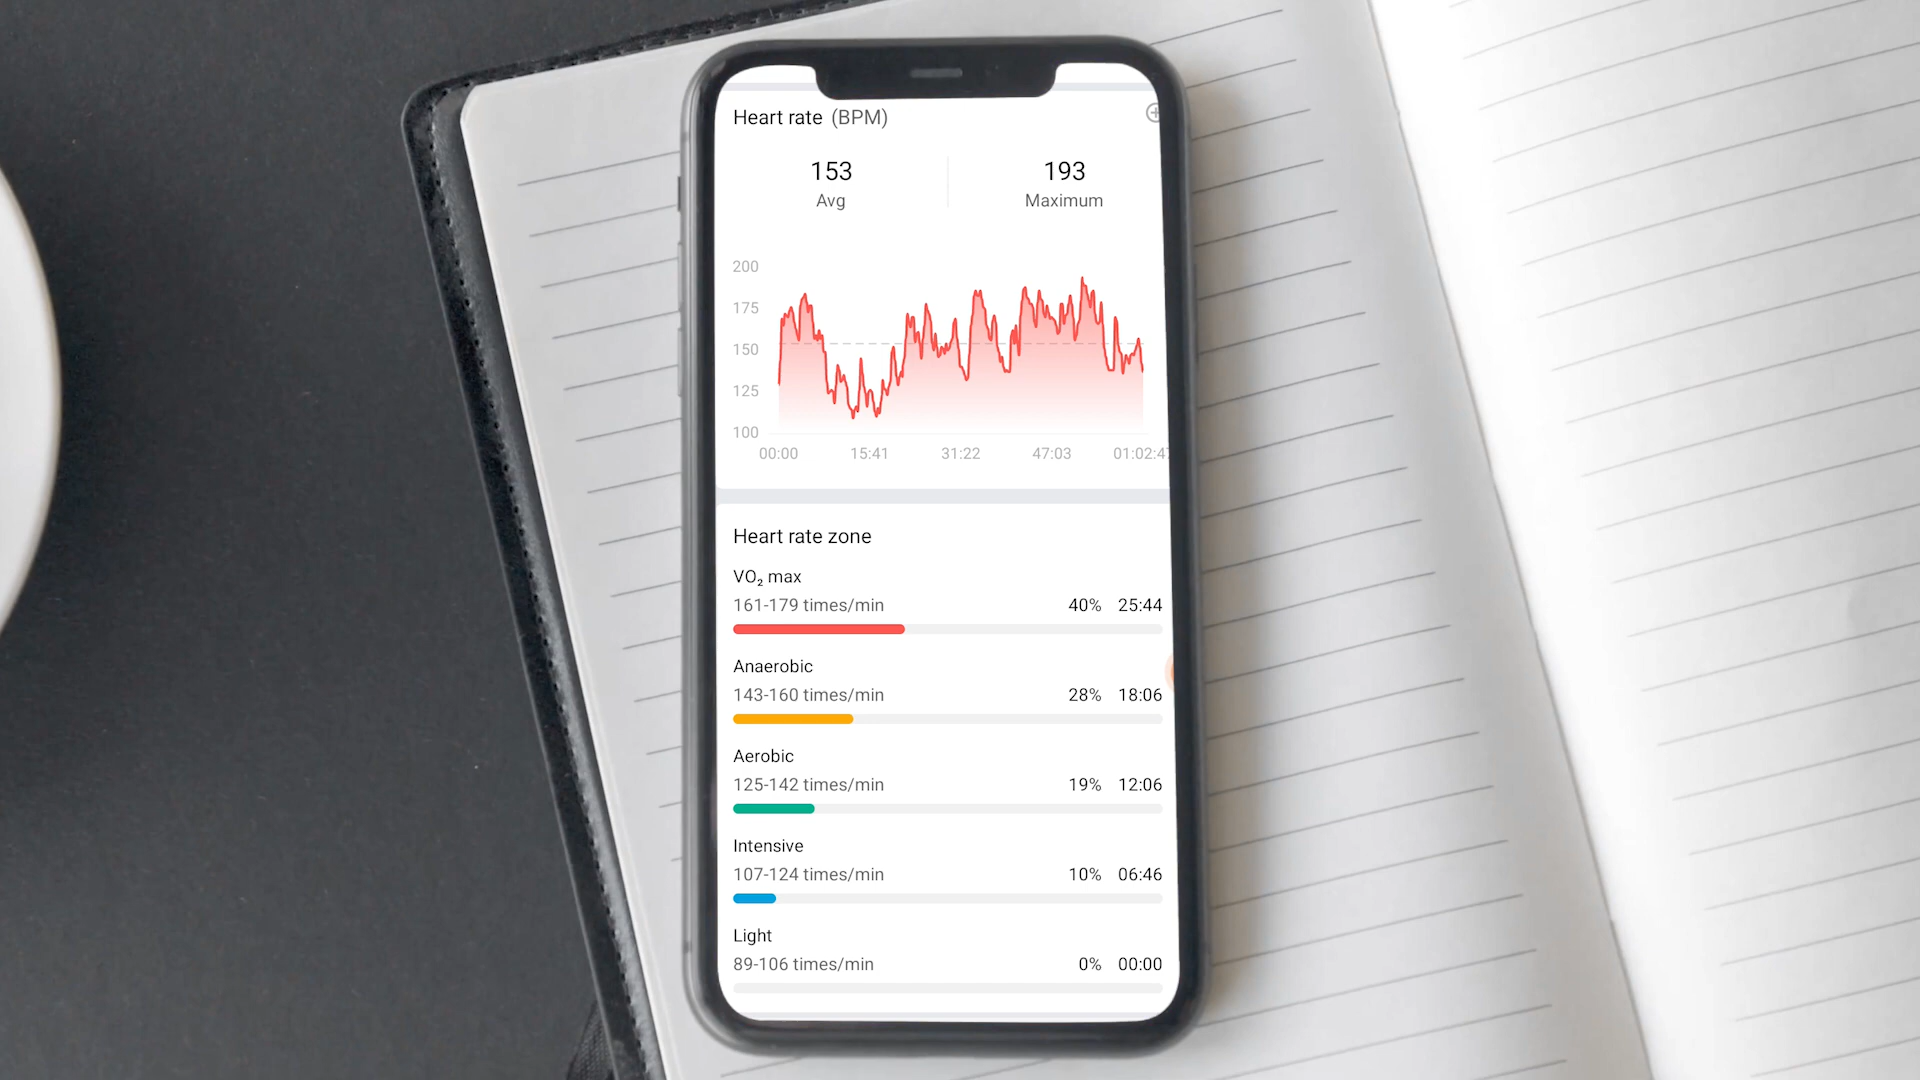 Heart rate (BPM)
153 193
Avg Maximum
200
175
150
125
100
00:00 15:41 31:22 47:03 01:02:47
Heart rate zone
VO₂ max
161-179 times/min 40% 25:44
Anaerobic
143-160 times/min 28% 18:06
Aerobic
125-142 times/min 19% 12:06
Intensive
107-124 times/min 10% 06:46
Light
89-106 times/min 0% 00:00